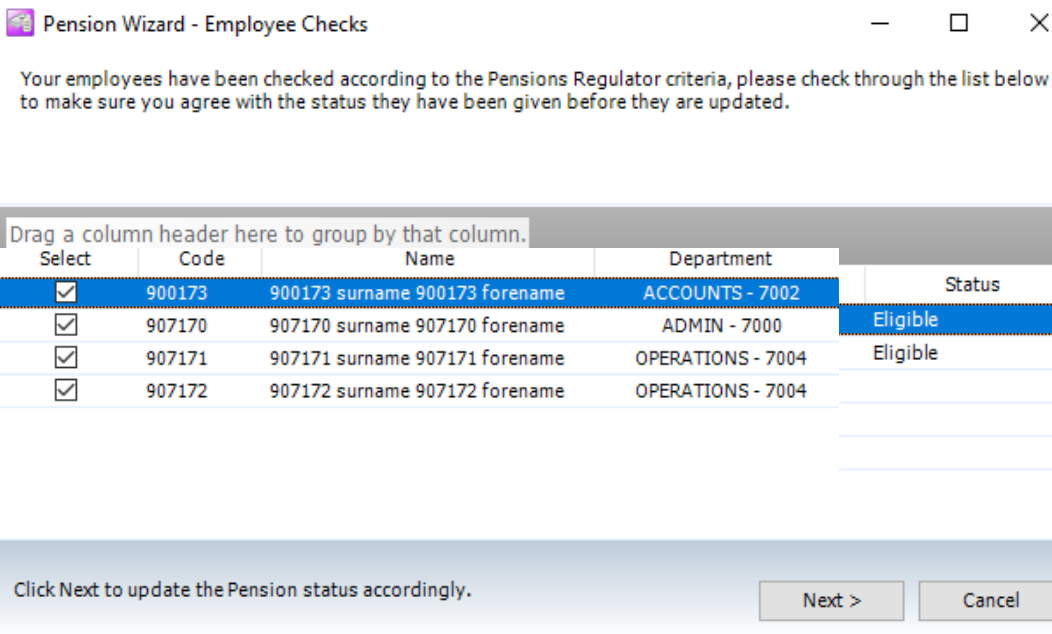 Pension Wizard - Employee Checks
Your employees have been checked according to the Pensions Regulator criteria, please check through the list below
to make sure you agree with the status they have been given before they are updated.
Drag a column header here to group by that column.
Select Code Name Department Status
900173 900173 surname 900173 forename ACCOUNTS - 7002 Eligible
907170 907170 surname 907170 forename ADMIN - 7000 Eligible
907171 907171 surname 907171 forename OPERATIONS - 7004
907172 907172 surname 907172 forename OPERATIONS - 7004
Click Next to update the Pension status accordingly.
Next > Cancel